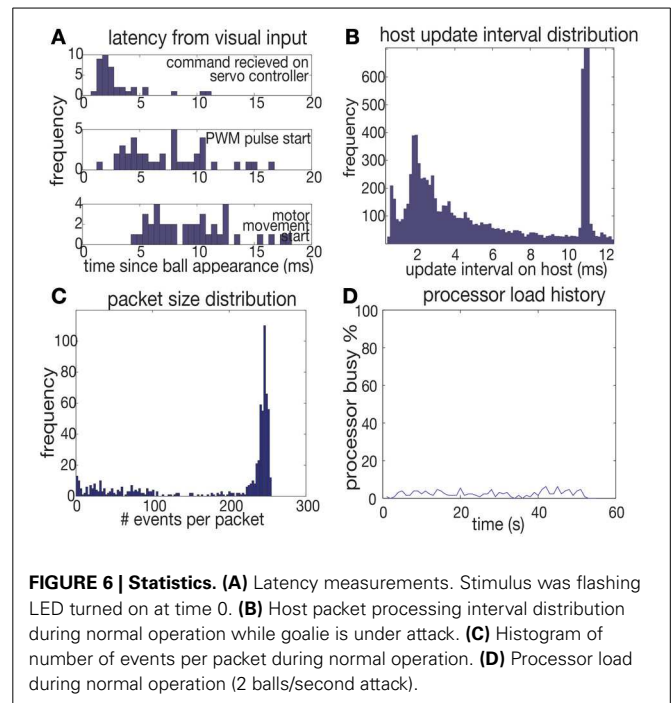 A latency from visual input
10
5
0
command recieved on
servo controller
0 5 10 15 20
5
0
PWM pulse start
0 5 10 15 20
4
2
0
motor
movement
start
0 5 10 15 20
frequency
time since ball appearance (ms)
B host update interval distribution
600
500
400
300
200
100
frequency
2 4 6 8 10 12
update interval on host (ms)
C packet size distribution
100
80
60
40
20
0
frequency
0 100 200 300
# events per packet
D processor load history
100
80
60
40
20
0
processor busy %
0 20 40 60
time (s)
FIGURE 6 | Statistics. (A) Latency measurements. Stimulus was flashing
LED turned on at time 0. (B) Host packet processing interval distribution
during normal operation while goalie is under attack. (C) Histogram of
number of events per packet during normal operation. (D) Processor load
during normal operation (2 balls/second attack).